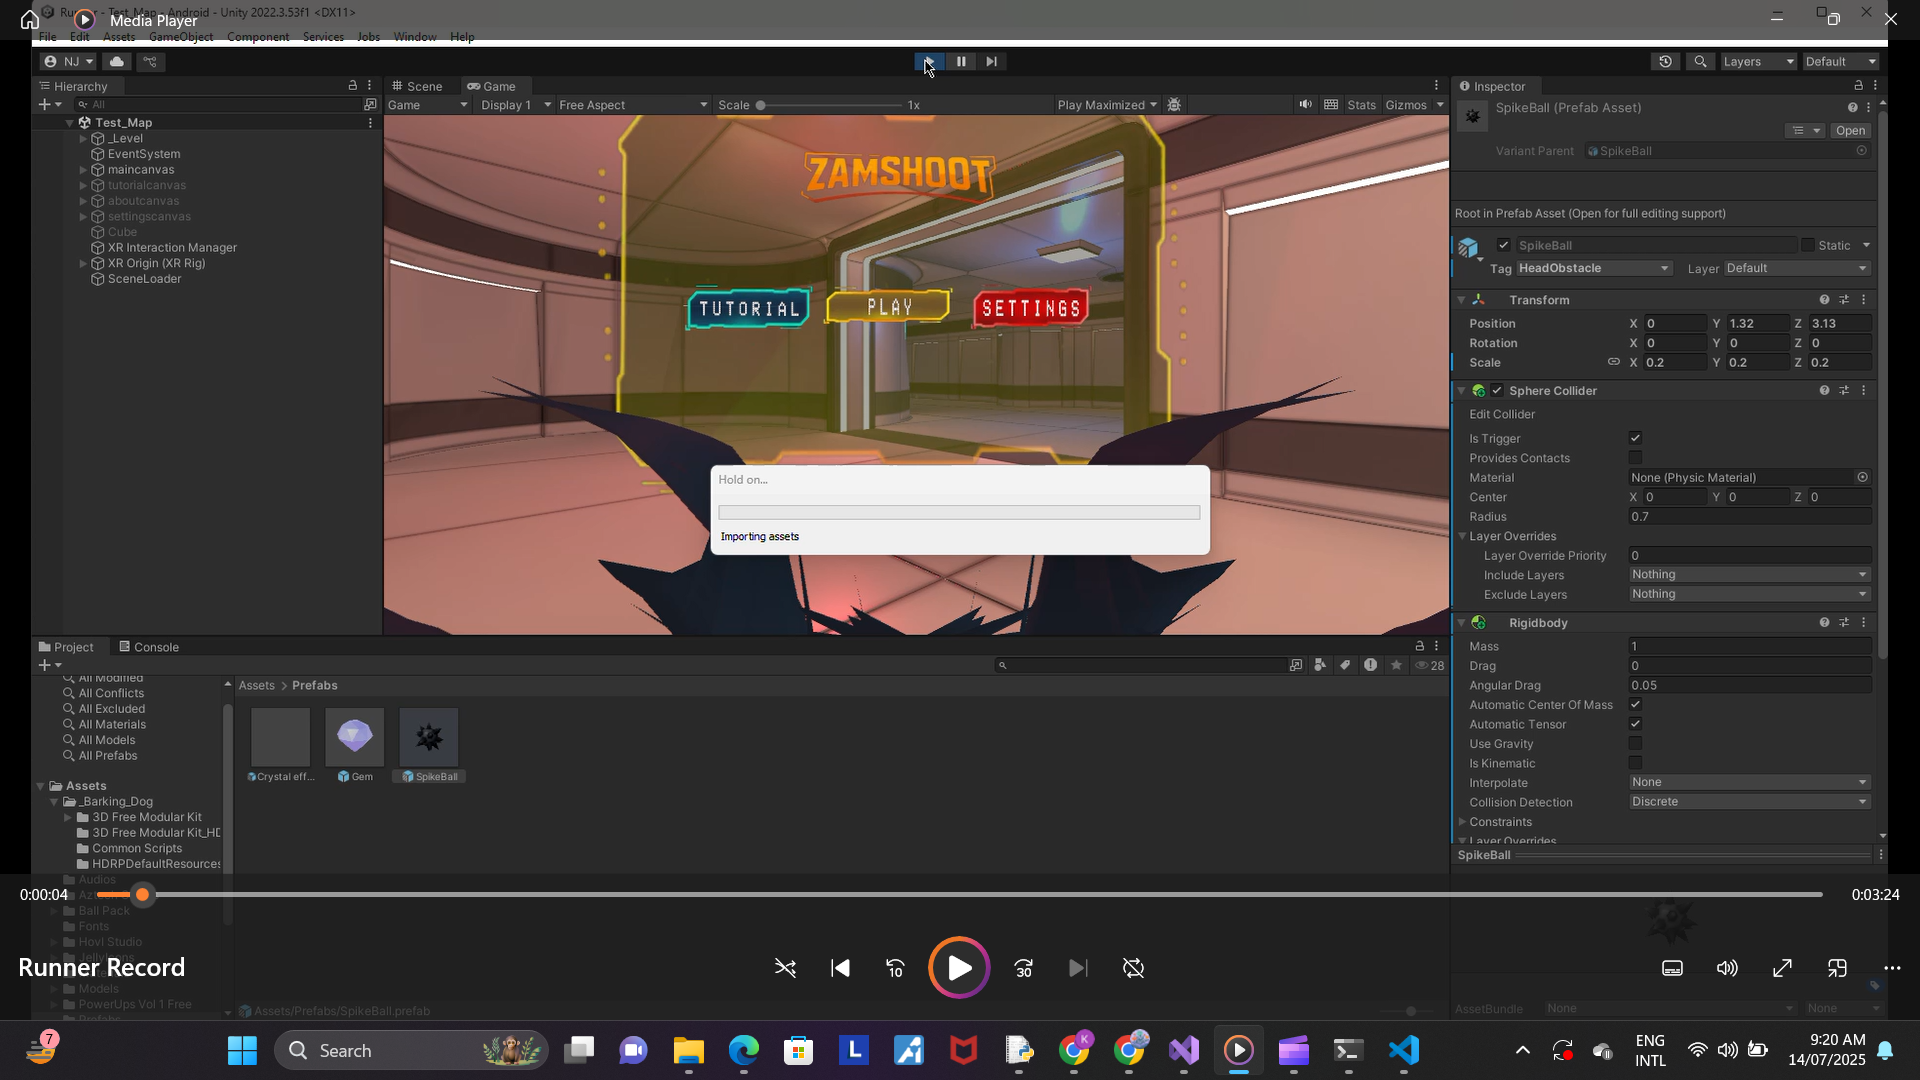 Media Player
Runner - Test_Map - Android - Unity 2022.3.53f1 <DX11>
File Edit Assets GameObject Component Services Jobs Window Help
NJ
Layers
Default
Hierarchy
All
Test_Map
_Level
EventSystem
maincanvas
tutorialcanvas
aboutcanvas
settingscanvas
Cube
XR Interaction Manager
XR Origin (XR Rig)
SceneLoader
Scene Game
Game Display 1 Free Aspect Scale 1x Play Maximized Stats Gizmos
ZAMSHOOT
TUTORIAL
PLAY
SETTINGS
Hold on...
Importing assets
Inspector
SpikeBall (Prefab Asset)
Open
Variant Parent SpikeBall
Root in Prefab Asset (Open for full editing support)
SpikeBall Static
Tag HeadObstacle Layer Default
Transform
Position X 0 Y 1.32 Z 3.13
Rotation X 0 Y 0 Z 0
Scale X 0.2 Y 0.2 Z 0.2
Sphere Collider
Edit Collider
Is Trigger
Provides Contacts
Material None (Physic Material)
Center X 0 Y 0 Z 0
Radius 0.7
Layer Overrides
Layer Override Priority 0
Include Layers Nothing
Exclude Layers Nothing
Rigidbody
Mass 1
Drag 0
Angular Drag 0.05
Automatic Center Of Mass
Automatic Tensor
Use Gravity
Is Kinematic
Interpolate None
Collision Detection Discrete
Constraints
Layer Overrides
SpikeBall
AssetBundle None None
Project Console
28
All Modified
All Conflicts
All Excluded
All Materials
All Models
All Prefabs
Assets
_Barking_Dog
3D Free Modular Kit
3D Free Modular Kit_HD
Common Scripts
HDRPDefaultResources
Audios
Ball Pack
Fonts
Hovl Studio
Models
PowerUps Vol 1 Free
Prefabs
Assets > Prefabs
Crystal eff...
Gem
SpikeBall
Assets/Prefabs/SpikeBall.prefab
0:00:04
0:03:24
Runner Record
10
30
7
Search
L
K
ENG
INTL
9:20 AM
14/07/2025